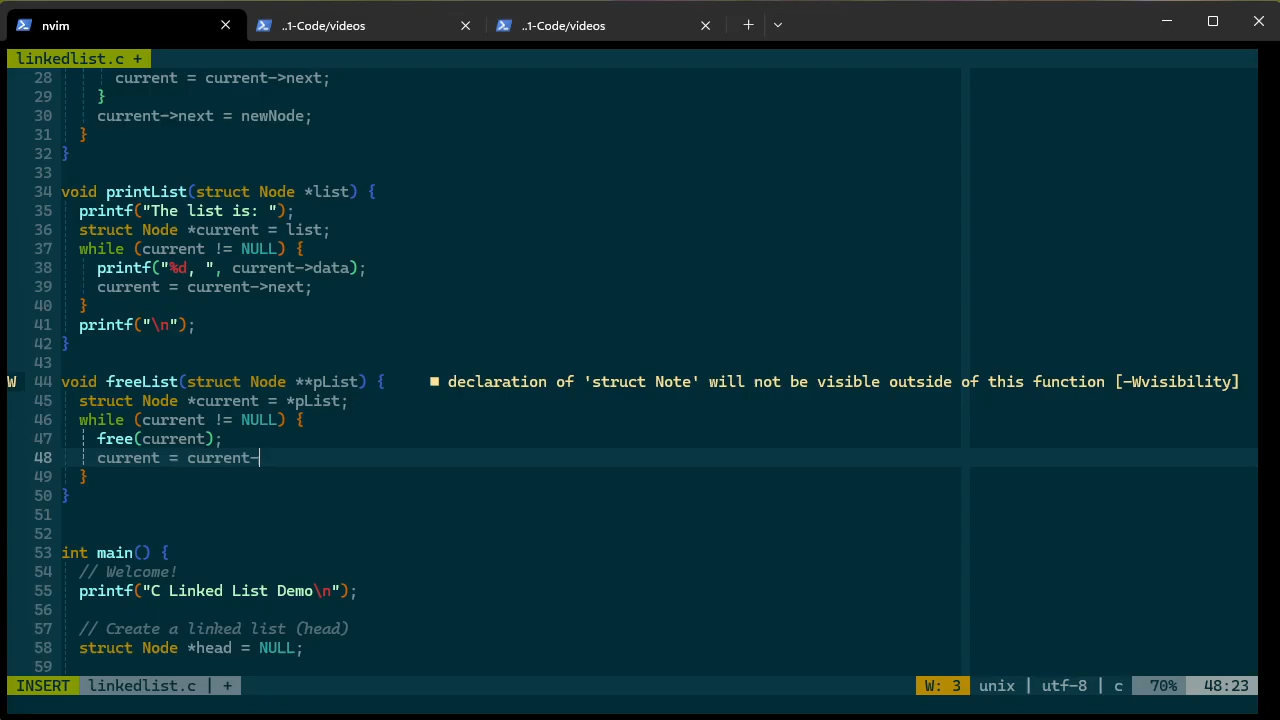 nvim ..1-Code/videos ..1-Code/videos
linkedlist.c +
28 current = current->next;
29 }
30 current->next = newNode;
31 }
32 }
33
34 void printList(struct Node *list) {
35 printf("The list is: ");
36 struct Node *current = list;
37 while (current != NULL) {
38 printf("%d, ", current->data);
39 current = current->next;
40 }
41 printf("\n");
42 }
43
W 44 void freeList(struct Node **pList) { ■ declaration of 'struct Note' will not be visible outside of this function [-Wvisibility]
45 struct Node *current = *pList;
46 while (current != NULL) {
47 free(current);
48 current = current-
49 }
50 }
51
52
53 int main() {
54 // Welcome!
55 printf("C Linked List Demo\n");
56
57 // Create a linked list (head)
58 struct Node *head = NULL;
59
INSERT linkedlist.c | + W: 3 unix | utf-8 | c 70% 48:23